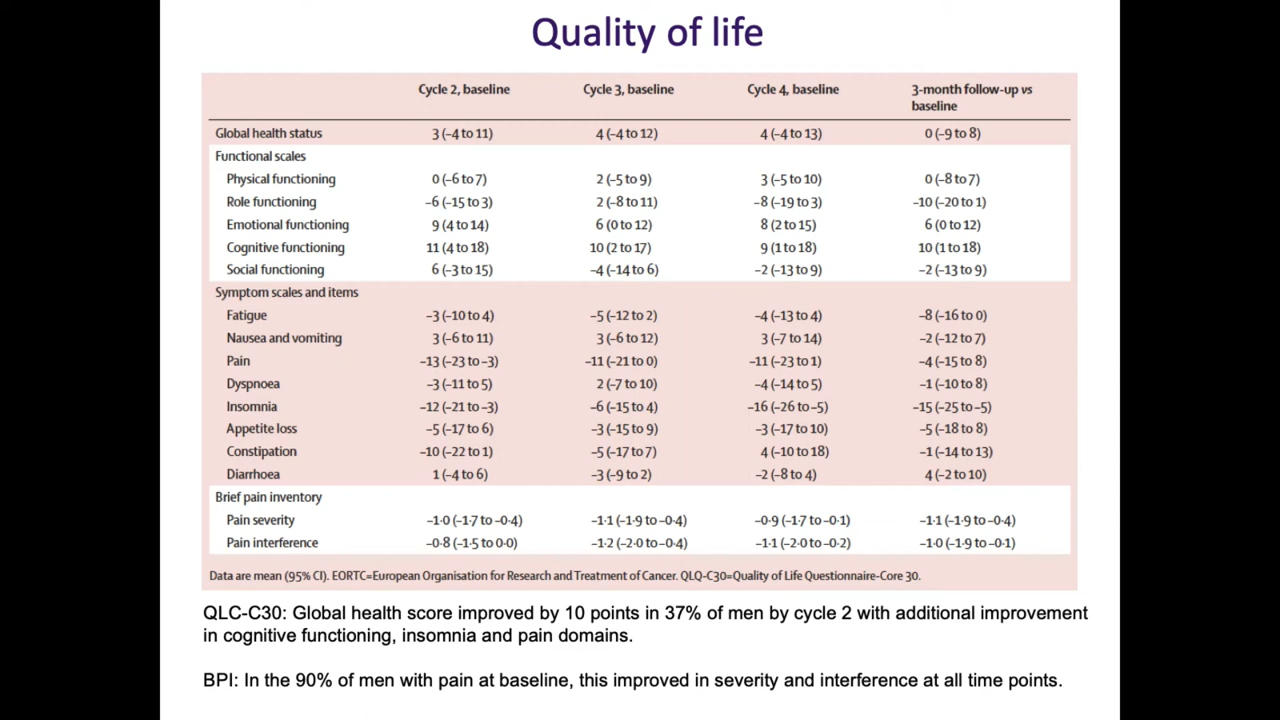 Quality of life
Cycle 2, baseline Cycle 3, baseline Cycle 4, baseline 3-month follow-up vs baseline
Global health status 3 (–4 to 11) 4 (–4 to 12) 4 (–4 to 13) 0 (–9 to 8)
Functional scales
Physical functioning 0 (–6 to 7) 2 (–5 to 9) 3 (–5 to 10) 0 (–8 to 7)
Role functioning –6 (–15 to 3) 2 (–8 to 11) –8 (–19 to 3) –10 (–20 to 1)
Emotional functioning 9 (4 to 14) 6 (0 to 12) 8 (2 to 15) 6 (0 to 12)
Cognitive functioning 11 (4 to 18) 10 (2 to 17) 9 (1 to 18) 10 (1 to 18)
Social functioning 6 (–3 to 15) –4 (–14 to 6) –2 (–13 to 9) –2 (–13 to 9)
Symptom scales and items
Fatigue –3 (–10 to 4) –5 (–12 to 2) –4 (–13 to 4) –8 (–16 to 0)
Nausea and vomiting 3 (–6 to 11) 3 (–6 to 12) 3 (–7 to 14) –2 (–12 to 7)
Pain –13 (–23 to –3) –11 (–21 to 0) –11 (–23 to 1) –4 (–15 to 8)
Dyspnoea –3 (–11 to 5) 2 (–7 to 10) –4 (–14 to 5) –1 (–10 to 8)
Insomnia –12 (–21 to –3) –6 (–15 to 4) –16 (–26 to –5) –15 (–25 to –5)
Appetite loss –5 (–17 to 6) –3 (–15 to 9) –3 (–17 to 10) –5 (–18 to 8)
Constipation –10 (–22 to 1) –5 (–17 to 7) 4 (–10 to 18) –1 (–14 to 13)
Diarrhoea 1 (–4 to 6) –3 (–9 to 2) –2 (–8 to 4) 4 (–2 to 10)
Brief pain inventory
Pain severity –1·0 (–1·7 to –0·4) –1·1 (–1·9 to –0·4) –0·9 (–1·7 to –0·1) –1·1 (–1·9 to –0·4)
Pain interference –0·8 (–1·5 to 0·0) –1·2 (–2·0 to –0·4) –1·1 (–2·0 to –0·2) –1·0 (–1·9 to –0·1)
Data are mean (95% CI). EORTC=European Organisation for Research and Treatment of Cancer. QLQ-C30=Quality of Life Questionnaire-Core 30.
QLC-C30: Global health score improved by 10 points in 37% of men by cycle 2 with additional improvement
in cognitive functioning, insomnia and pain domains.
BPI: In the 90% of men with pain at baseline, this improved in severity and interference at all time points.